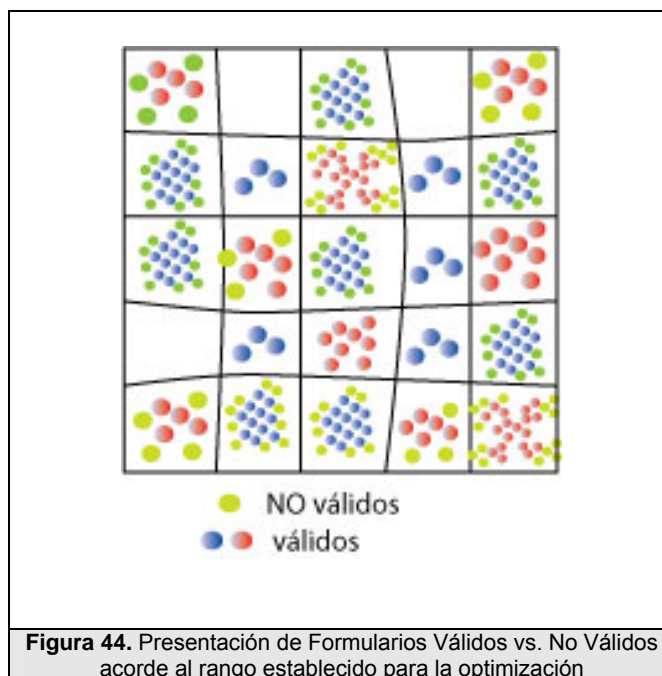 NO válidos
válidos
Figura 44. Presentación de Formularios Válidos vs. No Válidos
acorde al rango establecido para la optimización